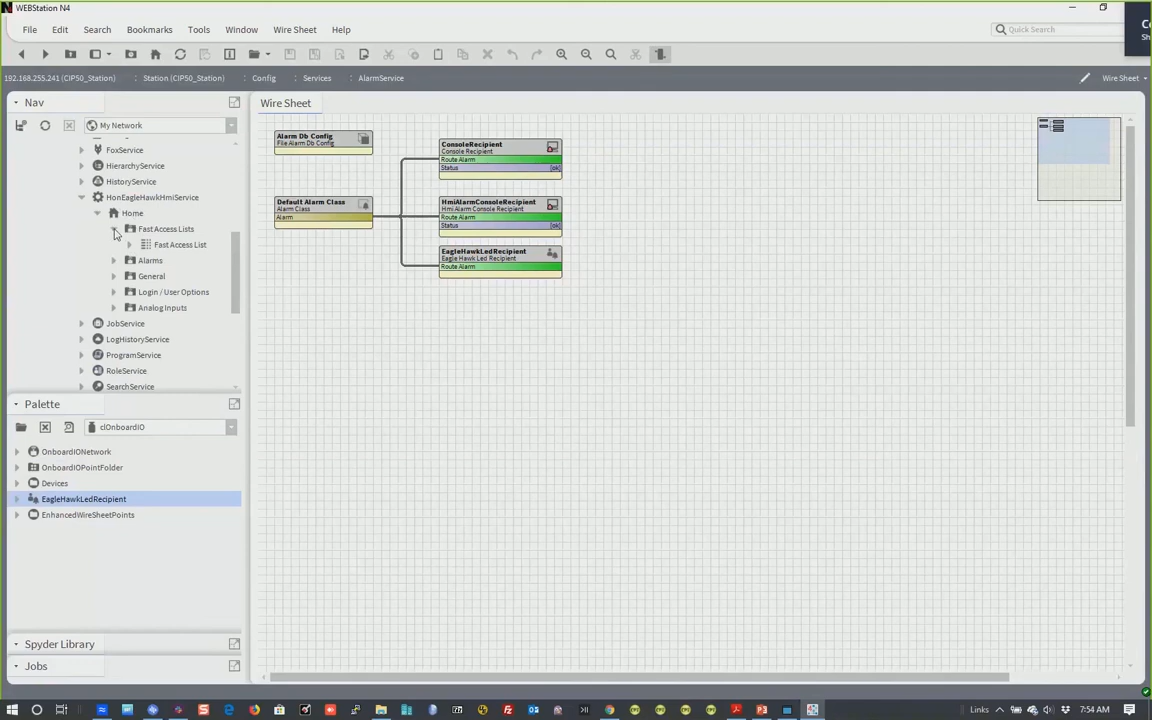 WEBStation N4
File Edit Search Bookmarks Tools Window Wire Sheet Help
Quick Search
192.168.255.241 (CIP50_Station) Station (CIP50_Station) Config Services AlarmService Wire Sheet
Nav
My Network
FoxService
HierarchyService
HistoryService
HonEagleHawkHmiService
Home
Fast Access Lists
Fast Access List
Alarms
General
Login / User Options
Analog Inputs
JobService
LogHistoryService
ProgramService
RoleService
SearchService
Palette
clOnboardIO
OnboardIONetwork
OnboardIOPointFolder
Devices
EagleHawkLedRecipient
EnhancedWireSheetPoints
Spyder Library
Jobs
Wire Sheet
Alarm Db Config
File Alarm Db Config
Default Alarm Class
Alarm Class
Alarm
ConsoleRecipient
Console Recipient
Route Alarm
Status [ok]
HmiAlarmConsoleRecipient
Hmi Alarm Console Recipient
Route Alarm
Status [ok]
EagleHawkLedRecipient
Eagle Hawk Led Recipient
Route Alarm
Links
7:54 AM